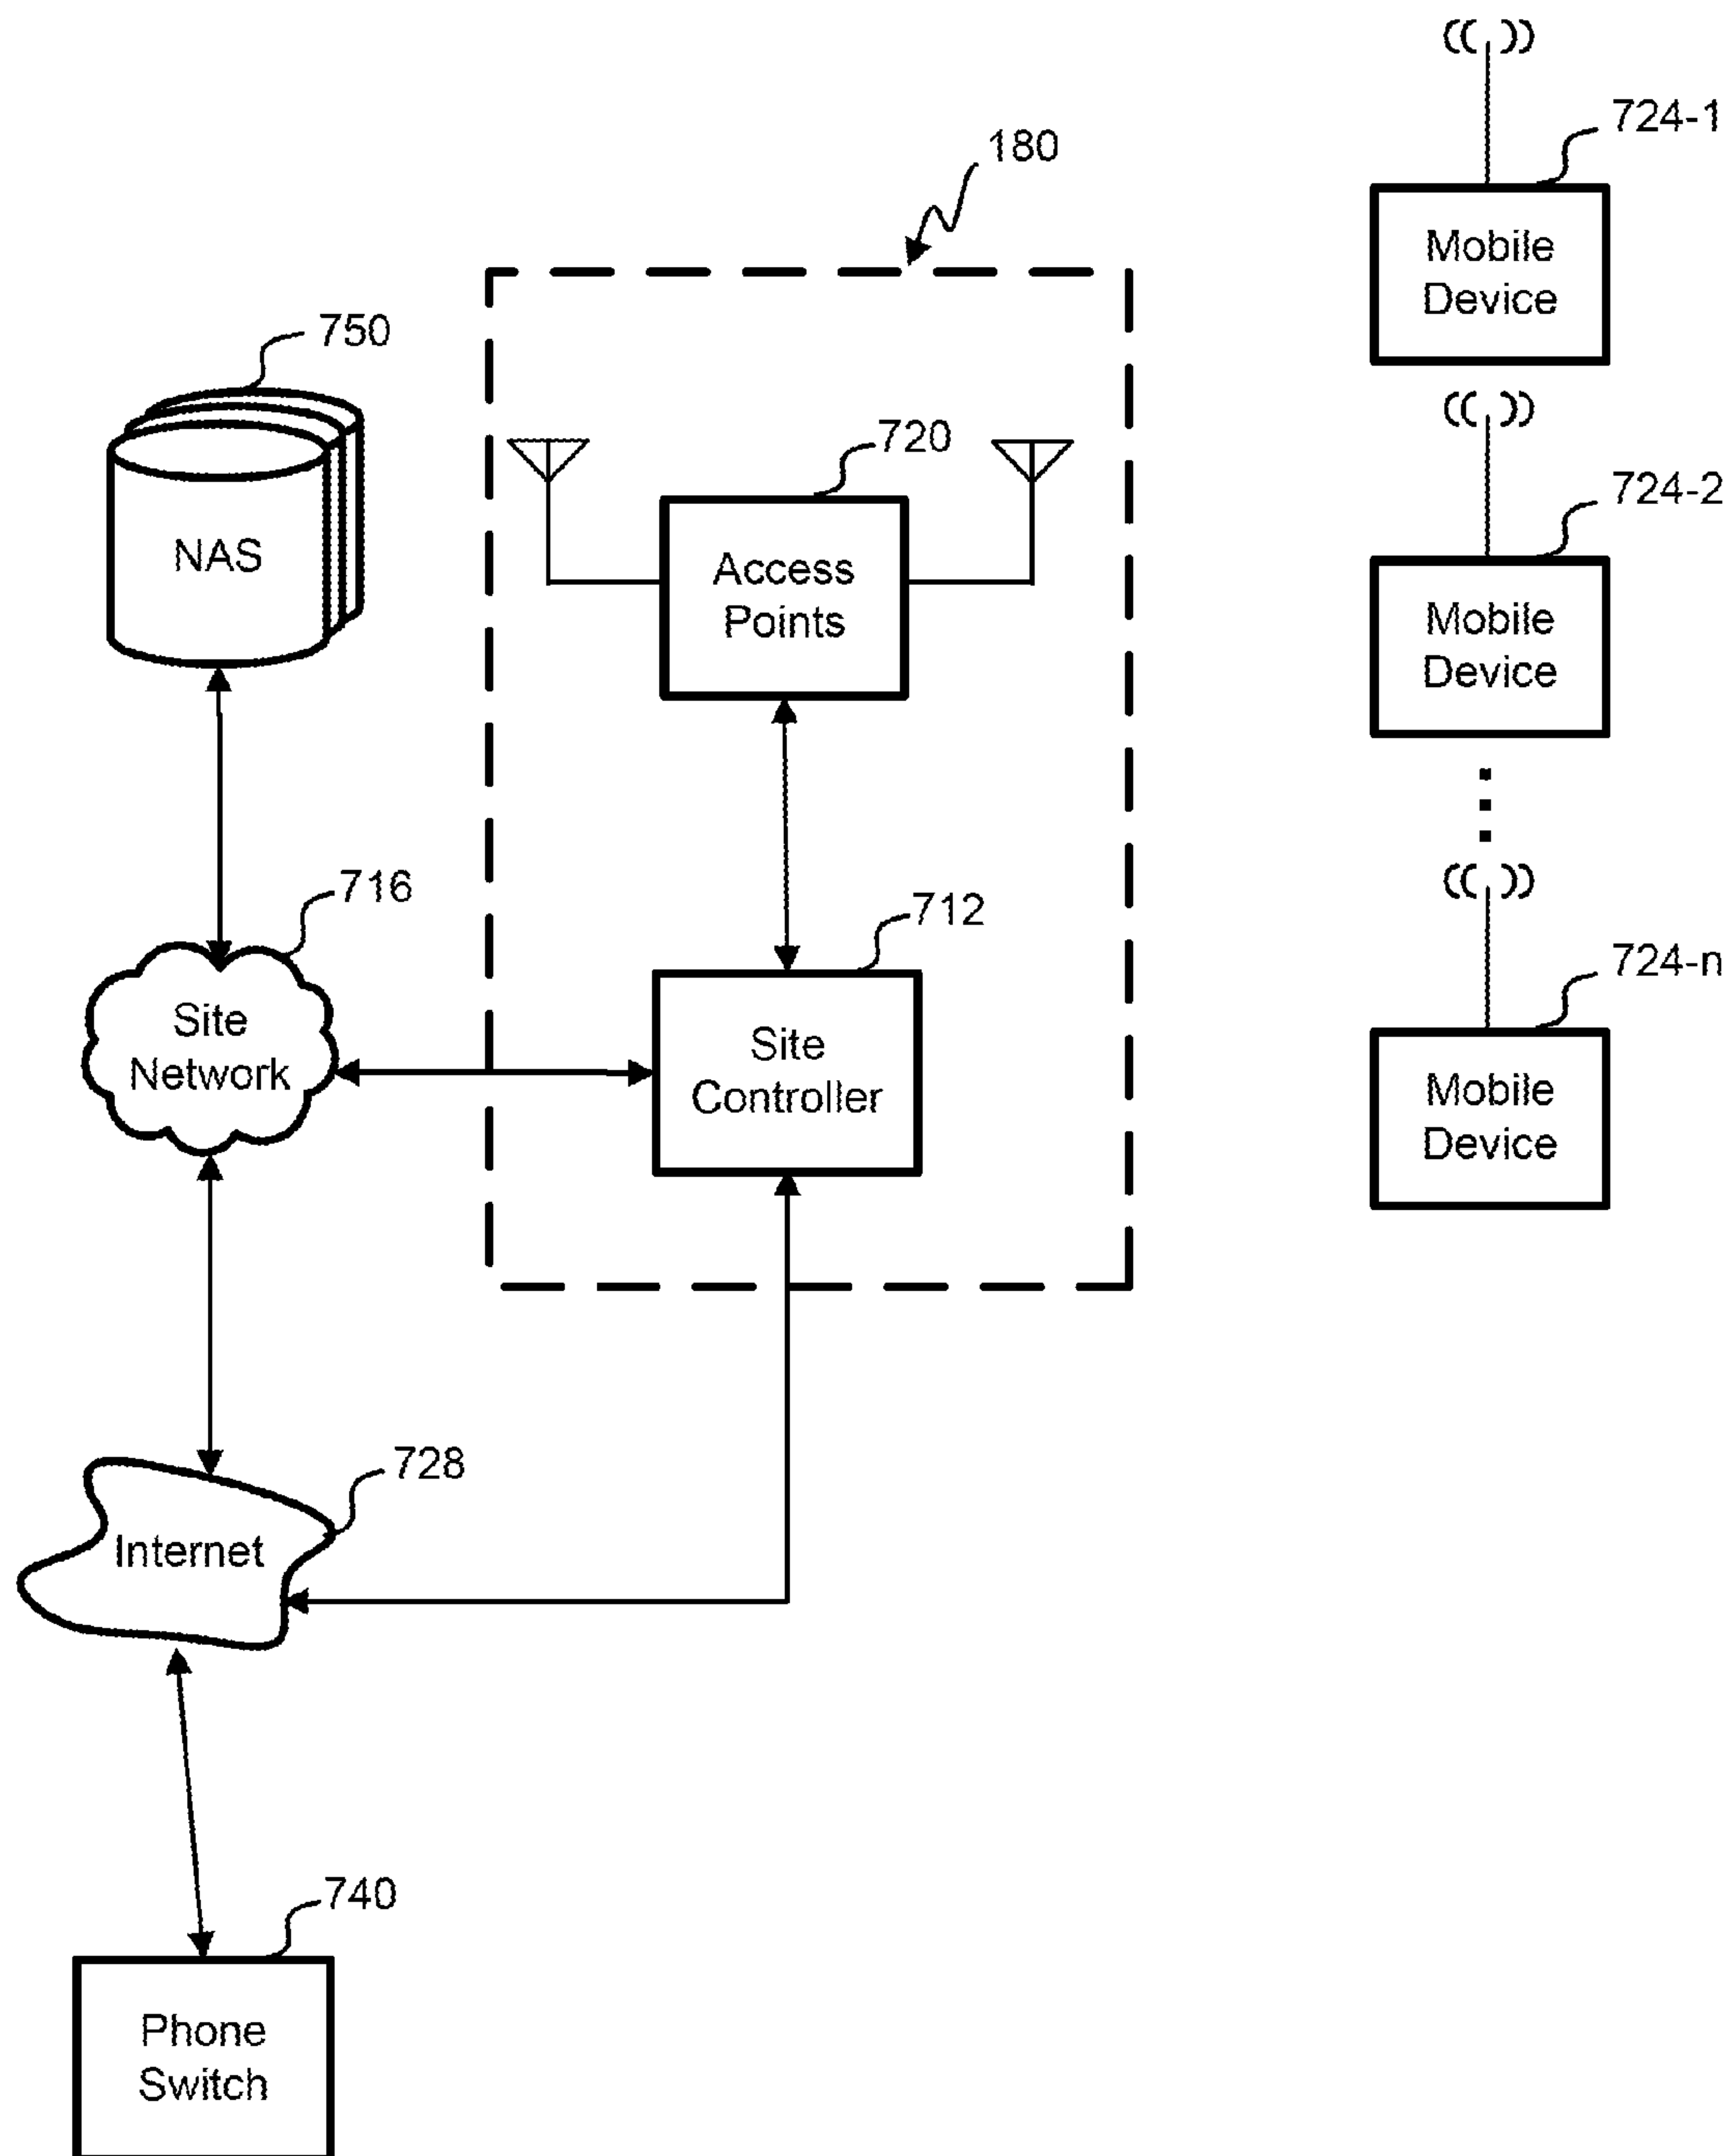 724-1
180
Mobile
Device
750
720
724-2
NAS
Access
Points
Mobile
Device
716
712
724-n
Site
Network
Site
Controller
Mobile
Device
728
Internet
740
Phone
Switch